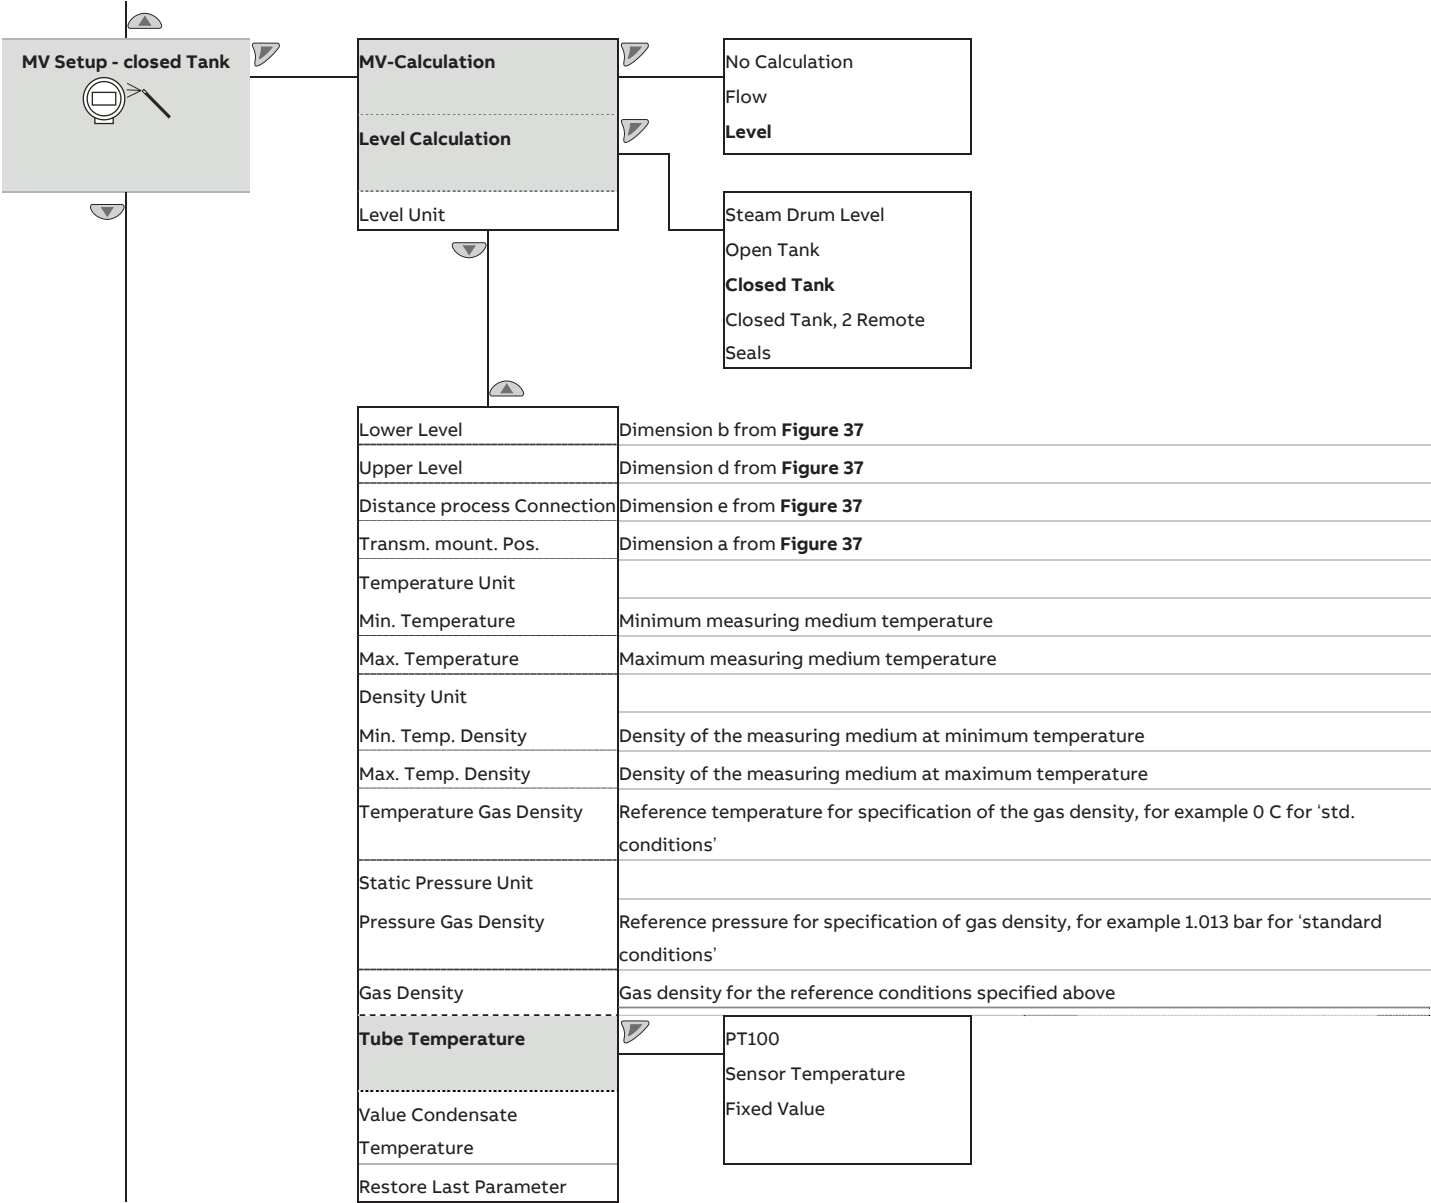 MV Setup - closed Tank
MV-Calculation
No Calculation
Flow
Level
Level Calculation
Steam Drum Level
Open Tank
Closed Tank
Closed Tank, 2 Remote
Seals
Level Unit
Lower Level Dimension b from Figure 37
Upper Level Dimension d from Figure 37
Distance process Connection Dimension e from Figure 37
Transm. mount. Pos. Dimension a from Figure 37
Temperature Unit
Min. Temperature Minimum measuring medium temperature
Max. Temperature Maximum measuring medium temperature
Density Unit
Min. Temp. Density Density of the measuring medium at minimum temperature
Max. Temp. Density Density of the measuring medium at maximum temperature
Temperature Gas Density Reference temperature for specification of the gas density, for example 0 C for ‘std.
conditions’
Static Pressure Unit
Pressure Gas Density Reference pressure for specification of gas density, for example 1.013 bar for ‘standard
conditions’
Gas Density Gas density for the reference conditions specified above
Tube Temperature
PT100
Sensor Temperature
Fixed Value
Value Condensate
Temperature
Restore Last Parameter